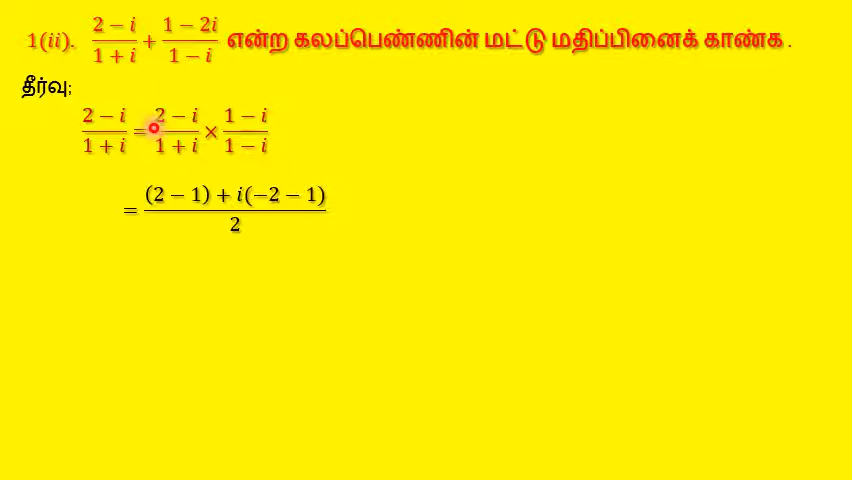 1(ii). (2 − i)/(1 + i) + (1 − 2i)/(1 − i) என்ற கலப்பெண்ணின் மட்டு மதிப்பினைக் காண்க .
தீர்வு;
(2 − i)/(1 + i) = (2 − i)/(1 + i) × (1 − i)/(1 − i)
= ((2 − 1) + i(−2 − 1))/2